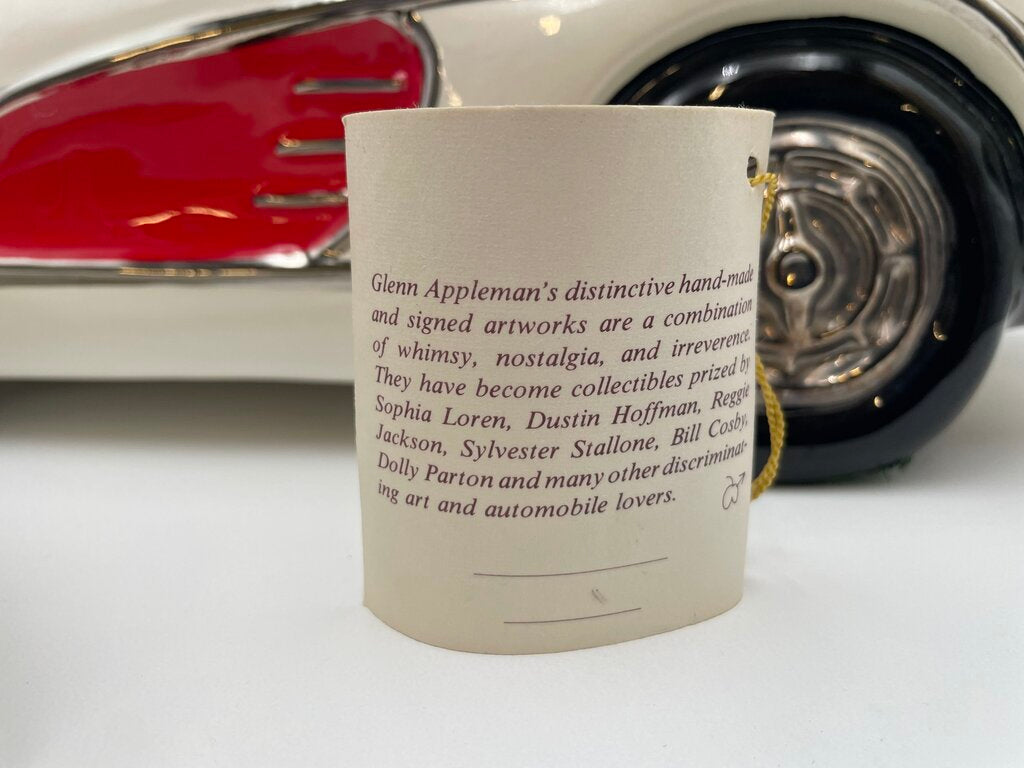 Glenn Appleman's distinctive hand-made
and signed artworks are a combination
of whimsy, nostalgia, and irreverence.
They have become collectibles prized by
Sophia Loren, Dustin Hoffman, Reggie
Jackson, Sylvester Stallone, Bill Cosby,
Dolly Parton and many other discriminat-
ing art and automobile lovers.